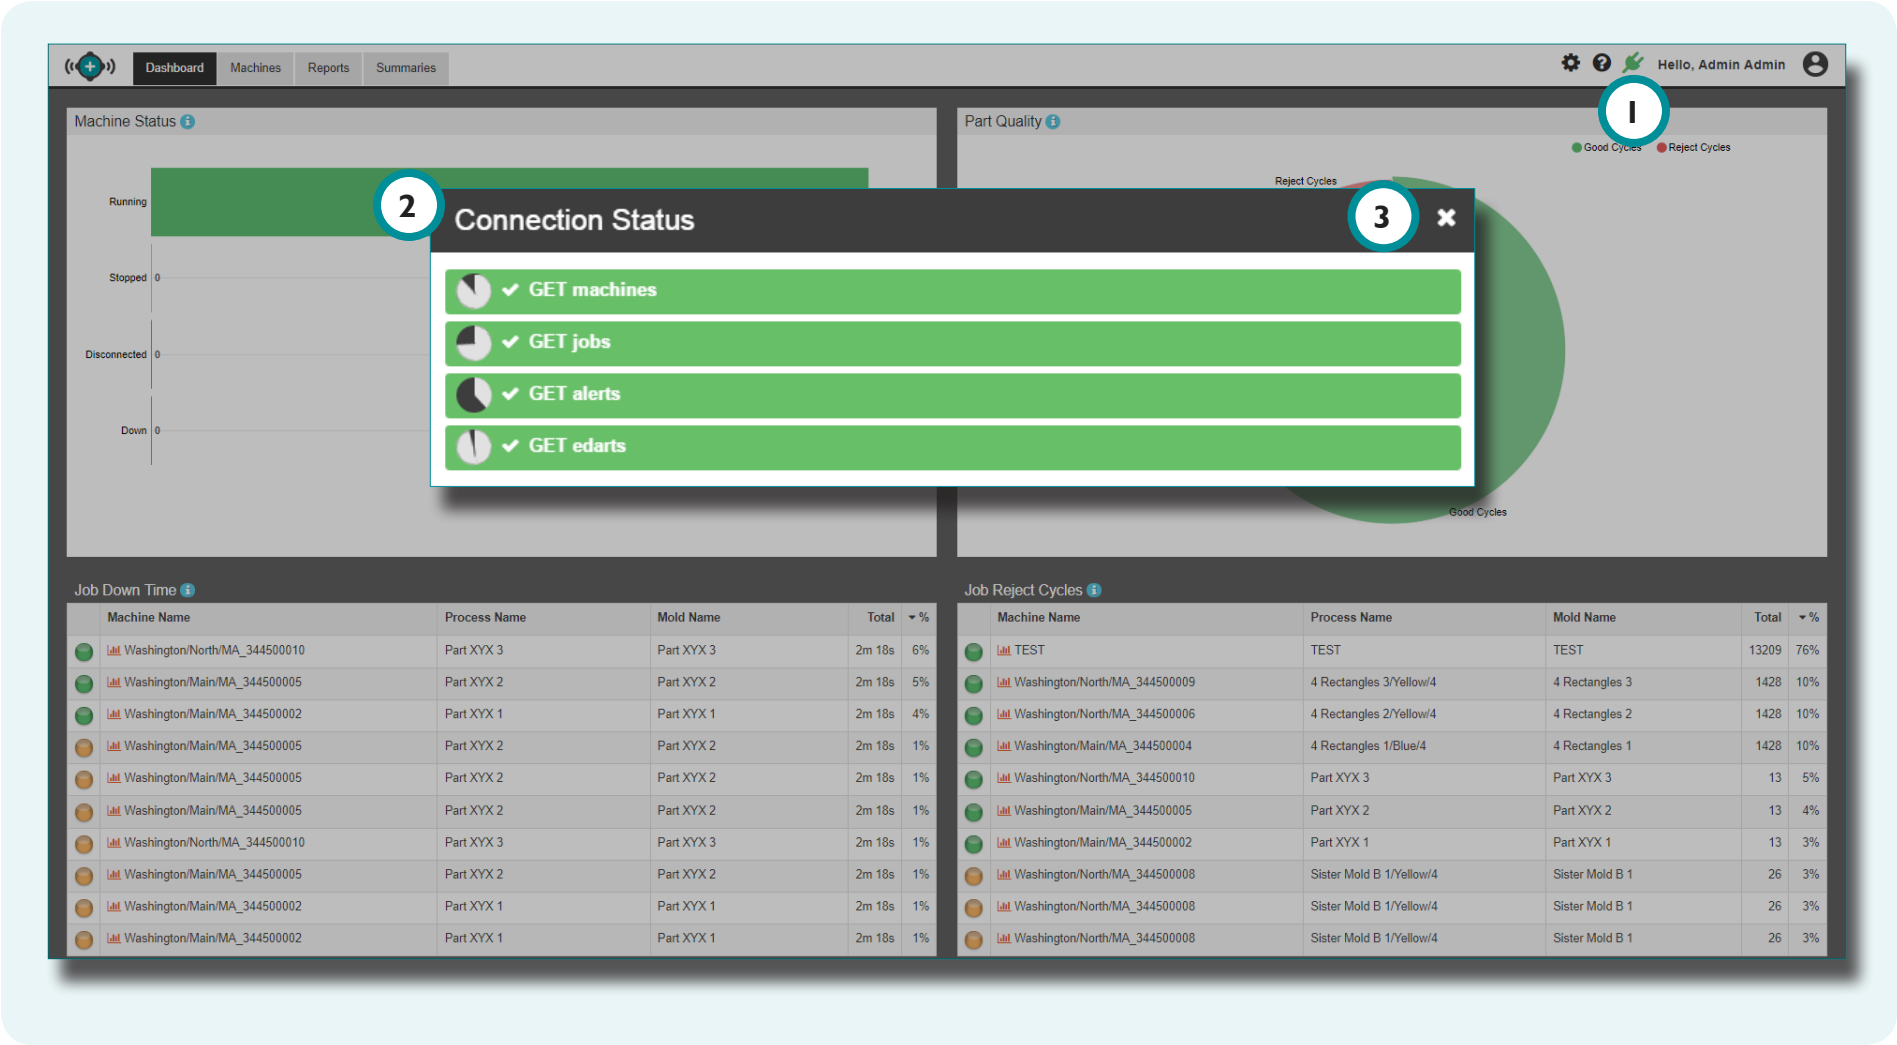 Dashboard Machines Reports Summaries
Hello, Admin Admin
1
Machine Status
Running
Stopped 0
Disconnected 0
Down 0
Part Quality
Good Cycles Reject Cycles
Reject Cycles
Good Cycles
2
Connection Status
3
GET machines
GET jobs
GET alerts
GET edarts
Job Down Time
Machine Name Process Name Mold Name Total %
Washington/North/MA_344500010 Part XYX 3 Part XYX 3 2m 18s 6%
Washington/Main/MA_344500005 Part XYX 2 Part XYX 2 2m 18s 5%
Washington/Main/MA_344500002 Part XYX 1 Part XYX 1 2m 18s 4%
Washington/Main/MA_344500005 Part XYX 2 Part XYX 2 2m 18s 1%
Washington/Main/MA_344500005 Part XYX 2 Part XYX 2 2m 18s 1%
Washington/Main/MA_344500005 Part XYX 2 Part XYX 2 2m 18s 1%
Washington/North/MA_344500010 Part XYX 3 Part XYX 3 2m 18s 1%
Washington/Main/MA_344500005 Part XYX 2 Part XYX 2 2m 18s 1%
Washington/Main/MA_344500002 Part XYX 1 Part XYX 1 2m 18s 1%
Washington/Main/MA_344500002 Part XYX 1 Part XYX 1 2m 18s 1%
Job Reject Cycles
Machine Name Process Name Mold Name Total %
TEST TEST TEST 13209 76%
Washington/North/MA_344500009 4 Rectangles 3/Yellow/4 4 Rectangles 3 1428 10%
Washington/North/MA_344500006 4 Rectangles 2/Yellow/4 4 Rectangles 2 1428 10%
Washington/Main/MA_344500004 4 Rectangles 1/Blue/4 4 Rectangles 1 1428 10%
Washington/North/MA_344500010 Part XYX 3 Part XYX 3 13 5%
Washington/Main/MA_344500005 Part XYX 2 Part XYX 2 13 4%
Washington/Main/MA_344500002 Part XYX 1 Part XYX 1 13 3%
Washington/North/MA_344500008 Sister Mold B 1/Yellow/4 Sister Mold B 1 26 3%
Washington/North/MA_344500008 Sister Mold B 1/Yellow/4 Sister Mold B 1 26 3%
Washington/North/MA_344500008 Sister Mold B 1/Yellow/4 Sister Mold B 1 26 3%